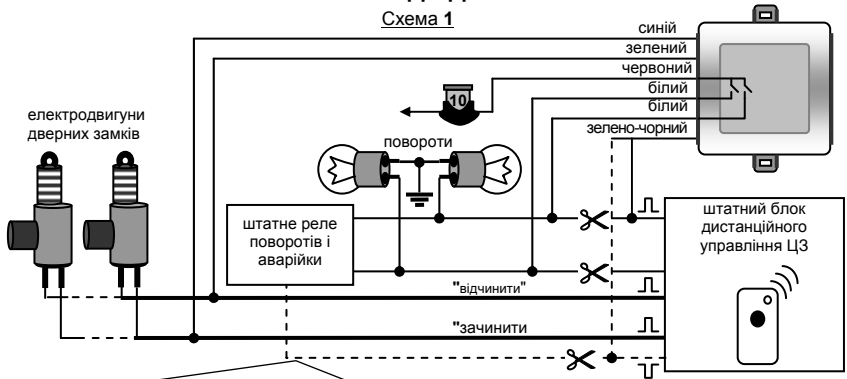 Схема 1
синій
зелений
червоний
білий
білий
зелено-чорний
10
електродвигуни
дверних замків
повороти
штатне реле
поворотів і
аварійки
штатний блок
дистанційного
управління ЦЗ
"відчинити"
"зачинити